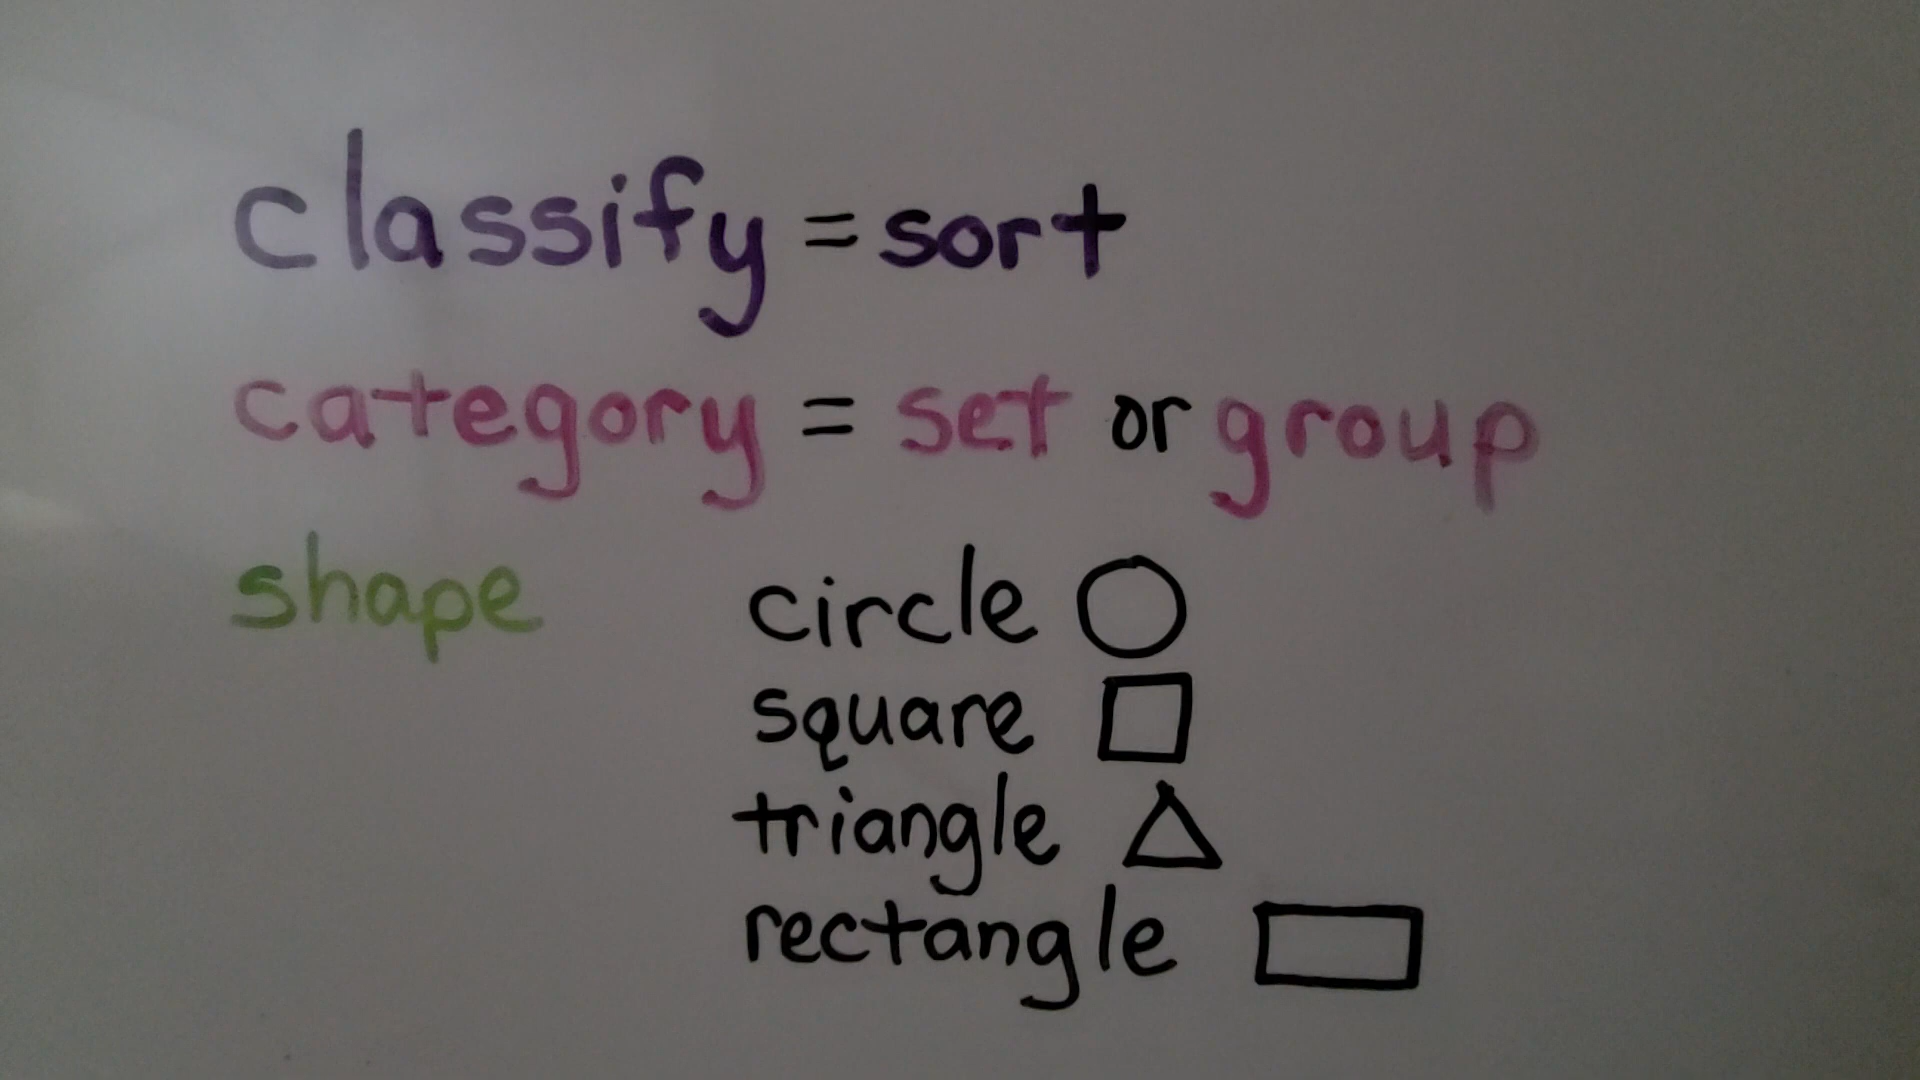 classify = sort
category = set or group
shape circle
square
triangle
rectangle